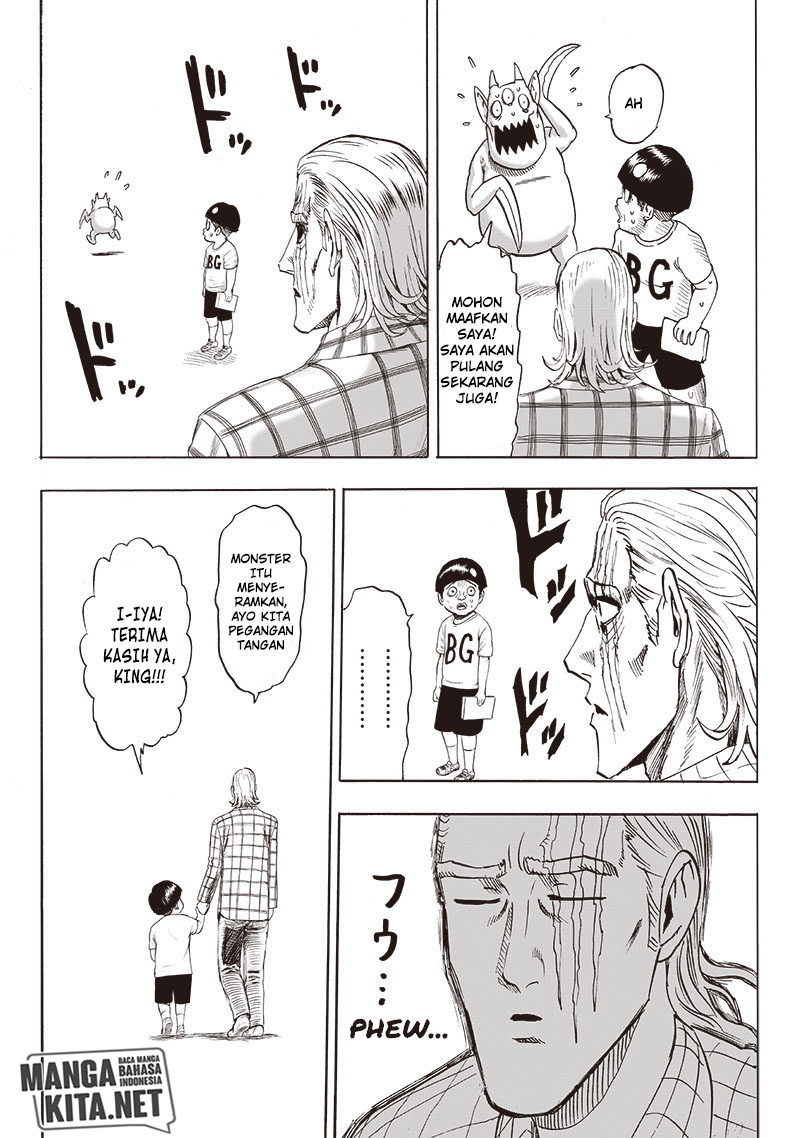 AH
BG
MOHON
MAAFKAN
SAYA!
SAYA AKAN
PULANG
SEKARANG
JUGA!
ドッ
ドッ
ドッ
BG
ドッ
ドッ
BG
…………
フウ…
PHEW...
MONSTER
ITU
MENYE-
RAMKAN,
AYO KITA
PEGANGAN
TANGAN
I-IYA!
TERIMA
KASIH YA,
KING!!!
MANGA
KITA.NET
BACA MANGA
BAHASA
INDONESIA